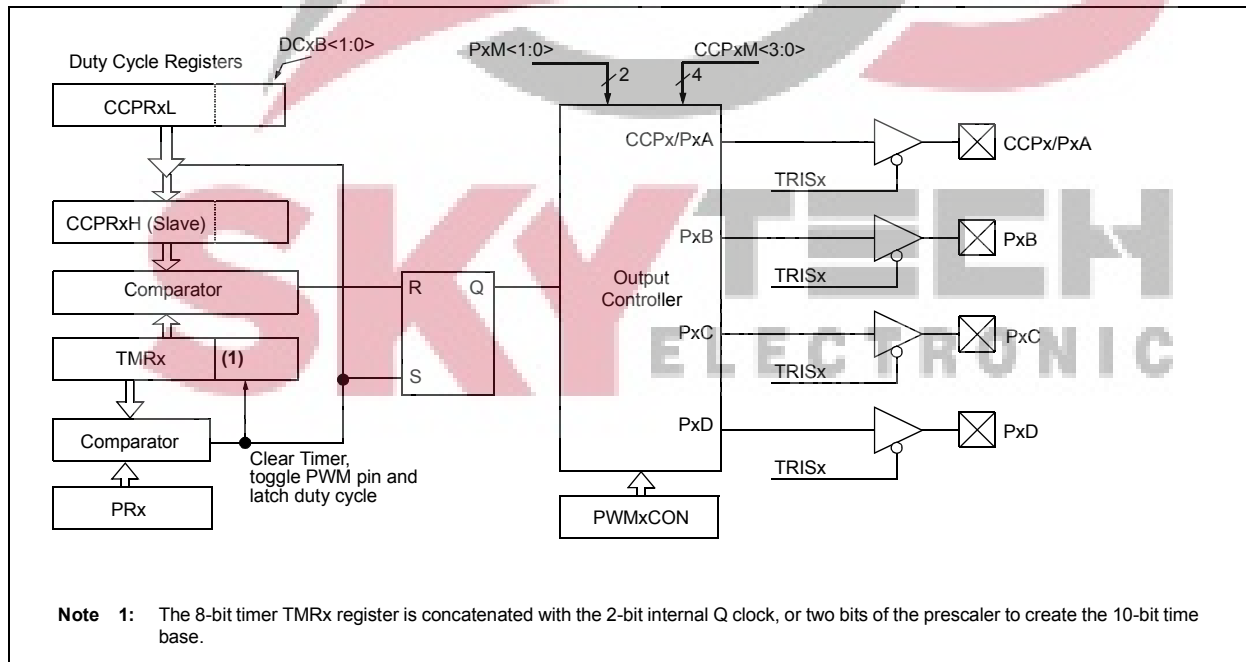 DCxB<1:0>
Duty Cycle Registers
CCPRxL
PxM<1:0>
2
CCPxM<3:0>
4
CCPRxH (Slave)
Comparator
TMRx
(1)
Comparator
PRx
Clear Timer,
toggle PWM pin and
latch duty cycle
R
Q
S
Output
Controller
CCPx/PxA
PxB
PxC
PxD
PWMxCON
TRISx
CCPx/PxA
TRISx
PxB
TRISx
PxC
TRISx
PxD
SKYTEEH
ELECTRONIC
Note 1: The 8-bit timer TMRx register is concatenated with the 2-bit internal Q clock, or two bits of the prescaler to create the 10-bit time
base.